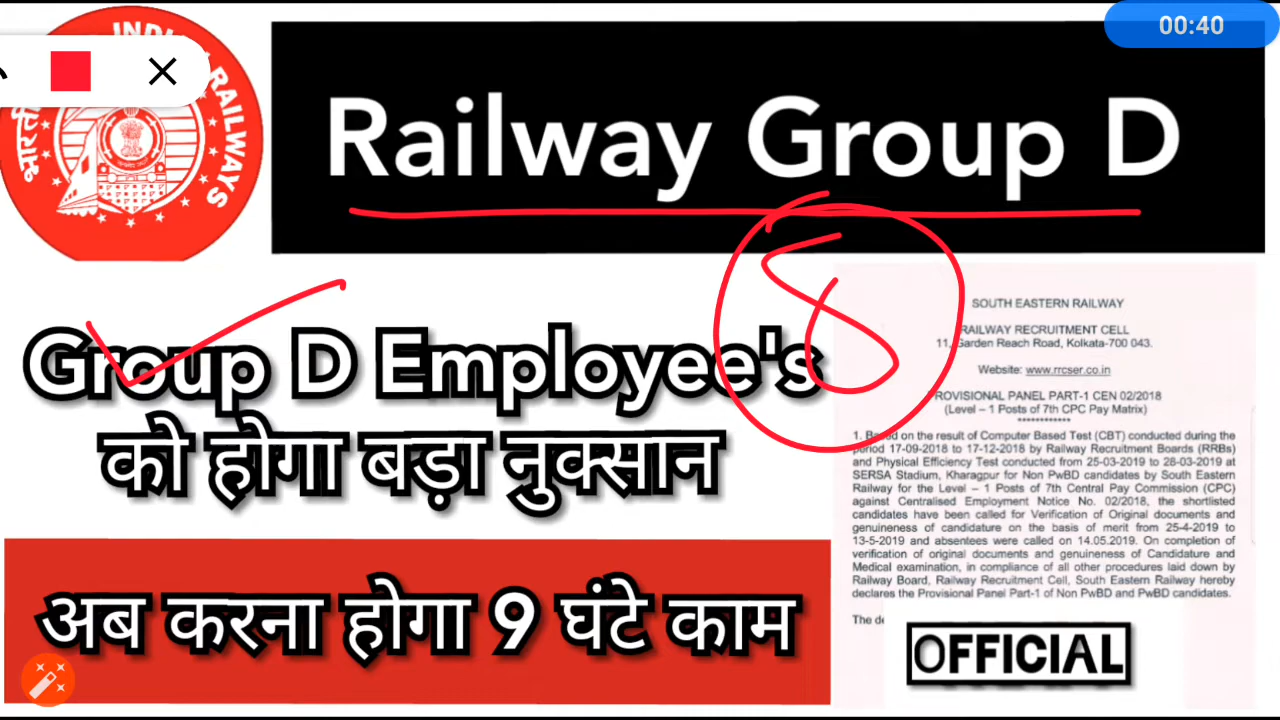 00:40
INDIAN RAILWAYS
Railway Group D
8
Group D Employee's
को होगा बड़ा नुक्सान
अब करना होगा 9 घंटे काम
SOUTH EASTERN RAILWAY
RAILWAY RECRUITMENT CELL
11, Garden Reach Road, Kolkata-700 043.
Website: www.rrcser.co.in
PROVISIONAL PANEL PART-1 CEN 02/2018
(Level – 1 Posts of 7th CPC Pay Matrix)
************
1. Based on the result of Computer Based Test (CBT) conducted during the
period 17-09-2018 to 17-12-2018 by Railway Recruitment Boards (RRBs)
and Physical Efficiency Test conducted from 25-03-2019 to 28-03-2019 at
SERSA Stadium, Kharagpur for Non PwBD candidates by South Eastern
Railway for the Level – 1 Posts of 7th Central Pay Commission (CPC)
against Centralised Employment Notice No. 02/2018, the shortlisted
candidates have been called for Verification of Original documents and
genuineness of candidature on the basis of merit from 25-4-2019 to
13-5-2019 and absentees were called on 14.05.2019. On completion of
verification of original documents and genuineness of Candidature and
Medical examination, in compliance of all other procedures laid down by
Railway Board, Railway Recruitment Cell, South Eastern Railway hereby
declares the Provisional Panel Part-1 of Non PwBD and PwBD candidates.
The de
OFFICIAL